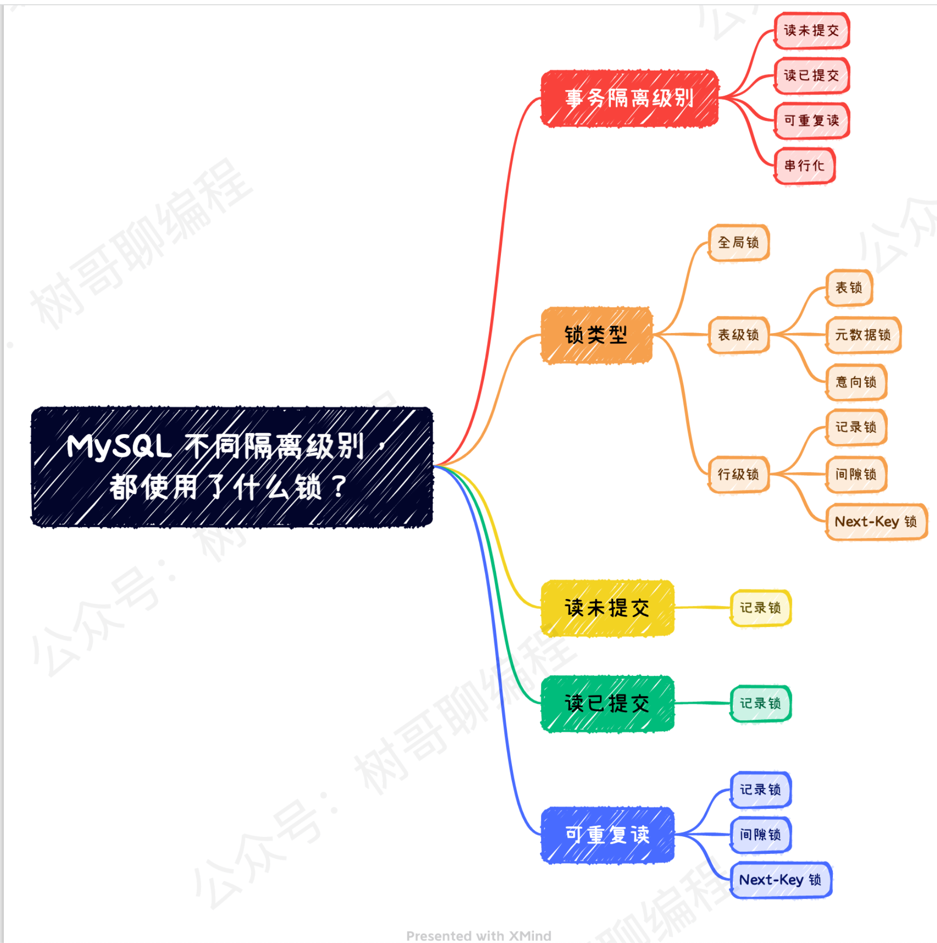 读未提交
读已提交
事务隔离级别
可重复读
串行化
树哥聊编程
公众
全局锁
表锁
锁类型
表级锁
元数据锁
意向锁
MySQL 不同隔离级别，
都使用了什么锁？
记录锁
行级锁
间隙锁
Next-Key 锁
公众号：树
读未提交
记录锁
读已提交
记录锁
公众号：树哥聊编程
可重复读
记录锁
间隙锁
Next-Key 锁
哥聊编程
Presented with XMind